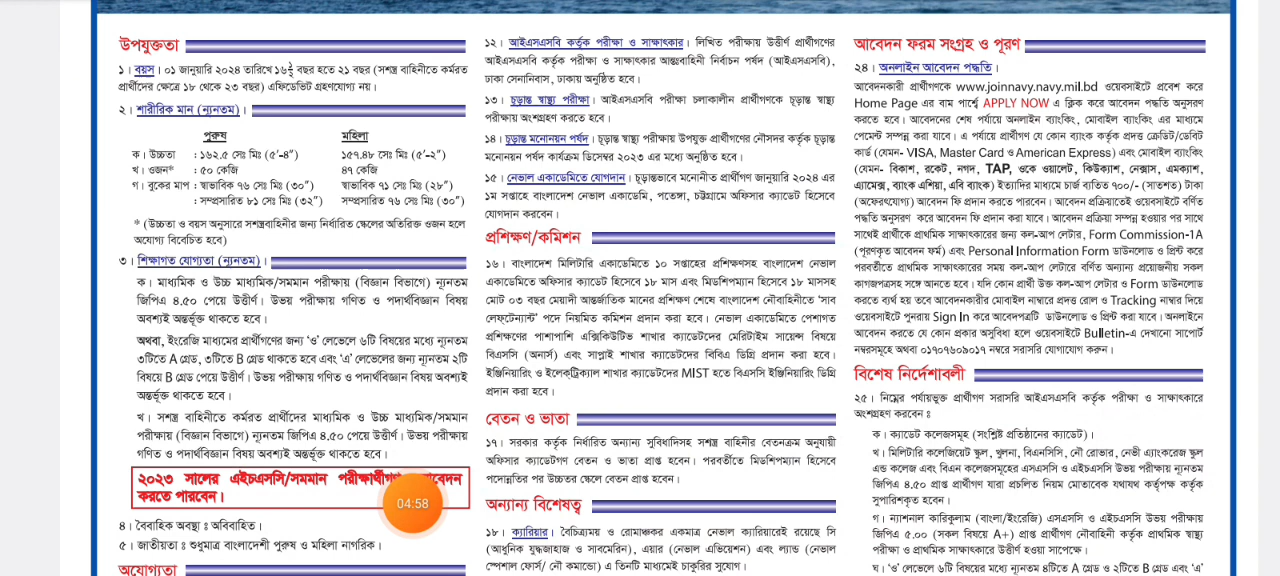 উপযুক্ততা
১। বয়স। ০১ জানুয়ারি ২০২৪ তারিখে ১৬½ বছর হতে ২১ বছর (সশস্ত্র বাহিনীতে কর্মরত
প্রার্থীদের ক্ষেত্রে ১৮ থেকে ২৩ বছর) এফিডেভিট গ্রহণযোগ্য নয়।
২। শারীরিক মান (ন্যূনতম)।
পুরুষ মহিলা
ক। উচ্চতা : ১৬২.৫ সেঃ মিঃ (৫′-৪″) ১৫৭.৪৮ সেঃ মিঃ (৫′-২″)
খ। ওজন* : ৫০ কেজি ৪৭ কেজি
গ। বুকের মাপ : স্বাভাবিক ৭৬ সেঃ মিঃ (৩০″) স্বাভাবিক ৭১ সেঃ মিঃ (২৮″)
: সম্প্রসারিত ৮১ সেঃ মিঃ (৩২″) সম্প্রসারিত ৭৬ সেঃ মিঃ (৩০″)
* (উচ্চতা ও বয়স অনুসারে সশস্ত্রবাহিনীর জন্য নির্ধারিত স্কেলের অতিরিক্ত ওজন হলে
অযোগ্য বিবেচিত হবে)
৩। শিক্ষাগত যোগ্যতা (ন্যূনতম)।
ক। মাধ্যমিক ও উচ্চ মাধ্যমিক/সমমান পরীক্ষায় (বিজ্ঞান বিভাগে) ন্যূনতম
জিপিএ ৪.৫০ পেয়ে উত্তীর্ণ। উভয় পরীক্ষায় গণিত ও পদার্থবিজ্ঞান বিষয়
অবশ্যই অন্তর্ভূক্ত থাকতে হবে।
অথবা, ইংরেজি মাধ্যমের প্রার্থীগণের জন্য ‘ও’ লেভেলে ৬টি বিষয়ের মধ্যে ন্যূনতম
৩টিতে A গ্রেড, ৩টিতে B গ্রেড থাকতে হবে এবং ‘এ’ লেভেলের জন্য ন্যূনতম ২টি
বিষয়ে B গ্রেড পেয়ে উত্তীর্ণ। উভয় পরীক্ষায় গণিত ও পদার্থবিজ্ঞান বিষয় অবশ্যই
অন্তর্ভূক্ত থাকতে হবে।
খ। সশস্ত্র বাহিনীতে কর্মরত প্রার্থীদের মাধ্যমিক ও উচ্চ মাধ্যমিক/সমমান
পরীক্ষায় (বিজ্ঞান বিভাগে) ন্যূনতম জিপিএ ৪.৫০ পেয়ে উত্তীর্ণ। উভয় পরীক্ষায়
গণিত ও পদার্থবিজ্ঞান বিষয় অবশ্যই অন্তর্ভূক্ত থাকতে হবে।
২০২৩ সালের এইচএসসি/সমমান পরীক্ষার্থীগণ আবেদন
করতে পারবেন।
04:58
৪। বৈবাহিক অবস্থা ঃ অবিবাহিত।
৫। জাতীয়তা ঃ শুধুমাত্র বাংলাদেশী পুরুষ ও মহিলা নাগরিক।
অযোগ্যতা
১২। আইএসএসবি কর্তৃক পরীক্ষা ও সাক্ষাৎকার। লিখিত পরীক্ষায় উত্তীর্ণ প্রার্থীগণের
আইএসএসবি কর্তৃক পরীক্ষা ও সাক্ষাৎকার আন্তঃবাহিনী নির্বাচন পর্ষদ (আইএসএসবি),
ঢাকা সেনানিবাস, ঢাকায় অনুষ্ঠিত হবে।
১৩। চূড়ান্ত স্বাস্থ্য পরীক্ষা। আইএসএসবি পরীক্ষা চলাকালীন প্রার্থীগণকে চূড়ান্ত স্বাস্থ্য
পরীক্ষায় অংশগ্রহণ করতে হবে।
১৪। চূড়ান্ত মনোনয়ন পর্ষদ। চূড়ান্ত স্বাস্থ্য পরীক্ষায় উপযুক্ত প্রার্থীগণের নৌসদর কর্তৃক চূড়ান্ত
মনোনয়ন পর্ষদ কার্যক্রম ডিসেম্বর ২০২৩ এর মধ্যে অনুষ্ঠিত হবে।
১৫। নেভাল একাডেমিতে যোগদান। চূড়ান্তভাবে মনোনীত প্রার্থীগণ জানুয়ারি ২০২৪ এর
১ম সপ্তাহে বাংলাদেশ নেভাল একাডেমি, পতেঙ্গা, চট্টগ্রামে অফিসার ক্যাডেট হিসেবে
যোগদান করবেন।
প্রশিক্ষণ/কমিশন
১৬। বাংলাদেশ মিলিটারি একাডেমিতে ১০ সপ্তাহের প্রশিক্ষণসহ বাংলাদেশ নেভাল
একাডেমিতে অফিসার ক্যাডেট হিসেবে ১৮ মাস এবং মিডশিপম্যান হিসেবে ১৮ মাসসহ
মোট ০৩ বছর মেয়াদী আন্তর্জাতিক মানের প্রশিক্ষণ শেষে বাংলাদেশ নৌবাহিনীতে ‘সাব
লেফ্‌টেন্যান্ট’ পদে নিয়মিত কমিশন প্রদান করা হবে। নেভাল একাডেমিতে পেশাগত
প্রশিক্ষণের পাশাপাশি এক্সিকিউটিভ শাখার ক্যাডেটদের মেরিটাইম সায়েন্স বিষয়ে
বিএসসি (অনার্স) এবং সাপ্লাই শাখার ক্যাডেটদের বিবিএ ডিগ্রি প্রদান করা হবে।
ইঞ্জিনিয়ারিং ও ইলেক্ট্রিক্যাল শাখার ক্যাডেটদের MIST হতে বিএসসি ইঞ্জিনিয়ারিং ডিগ্রি
প্রদান করা হবে।
বেতন ও ভাতা
১৭। সরকার কর্তৃক নির্ধারিত অন্যান্য সুবিধাদিসহ সশস্ত্র বাহিনীর বেতনক্রম অনুযায়ী
অফিসার ক্যাডেটগণ বেতন ও ভাতা প্রাপ্ত হবেন। পরবর্তীতে মিডশিপম্যান হিসেবে
পদোন্নতির পর উচ্চতর স্কেলে বেতন প্রাপ্ত হবেন।
অন্যান্য বিশেষত্ব
১৮। ক্যারিয়ার। বৈচিত্র্যময় ও রোমাঞ্চকর একমাত্র নেভাল ক্যারিয়ারেই রয়েছে সি
(আধুনিক যুদ্ধজাহাজ ও সাবমেরিন), এয়ার (নেভাল এভিয়েশন) এবং ল্যান্ড (নেভাল
স্পেশাল ফোর্স/ নৌ কমান্ডো) এ তিনটি মাধ্যমেই চাকুরির সুযোগ।
আবেদন ফরম সংগ্রহ ও পূরণ
২৪। অনলাইন আবেদন পদ্ধতি।
আবেদনকারী প্রার্থীগণকে www.joinnavy.navy.mil.bd ওয়েবসাইটে প্রবেশ করে
Home Page এর বাম পার্শ্বে APPLY NOW এ ক্লিক করে আবেদন পদ্ধতি অনুসরণ
করতে হবে। আবেদনের শেষ পর্যায়ে অনলাইন ব্যাংকিং, মোবাইল ব্যাংকিং এর মাধ্যমে
পেমেন্ট সম্পন্ন করা যাবে। এ পর্যায়ে প্রার্থীগণ যে কোন ব্যাংক কর্তৃক প্রদত্ত ক্রেডিট/ডেবিট
কার্ড (যেমন- VISA, Master Card ও American Express) এবং মোবাইল ব্যাংকিং
(যেমন- বিকাশ, রকেট, নগদ, TAP, ওকে ওয়ালেট, কিউক্যাশ, নেক্সাস, এমক্যাশ,
এ্যামেক্স, ব্যাংক এশিয়া, এবি ব্যাংক) ইত্যাদির মাধ্যমে চার্জ ব্যতিত ৭০০/- (সাতশত) টাকা
(অফেরৎযোগ্য) আবেদন ফি প্রদান করতে পারবেন। আবেদন প্রক্রিয়াতেই ওয়েবসাইটে বর্ণিত
পদ্ধতি অনুসরণ করে আবেদন ফি প্রদান করা যাবে। আবেদন প্রক্রিয়া সম্পন্ন হওয়ার পর সাথে
সাথেই প্রার্থীকে প্রাথমিক সাক্ষাৎকারের জন্য কল-আপ লেটার, Form Commission-1A
(পূরণকৃত আবেদন ফর্ম) এবং Personal Information Form ডাউনলোড ও প্রিন্ট করে
পরবর্তীতে প্রাথমিক সাক্ষাৎকারের সময় কল-আপ লেটারে বর্ণিত অন্যান্য প্রয়োজনীয় সকল
কাগজপত্রসহ সঙ্গে আনতে হবে। যদি কোন প্রার্থী উক্ত কল-আপ লেটার ও Form ডাউনলোড
করতে ব্যর্থ হয় তবে আবেদনকারীর মোবাইল নাম্বারে প্রদত্ত রোল ও Tracking নাম্বার দিয়ে
ওয়েবসাইটে পুনরায় Sign In করে আবেদপত্রটি ডাউনলোড ও প্রিন্ট করা যাবে। অনলাইনে
আবেদন করতে যে কোন প্রকার অসুবিধা হলে ওয়েবসাইটে Bulletin-এ দেখানো সাপোর্ট
নম্বরসমূহে অথবা ০১৭০৭৬০৯০১৭ নম্বরে সরাসরি যোগাযোগ করুন।
বিশেষ নির্দেশাবলী
২৫। নিম্নের পর্যায়ভূক্ত প্রার্থীগণ সরাসরি আইএসএসবি কর্তৃক পরীক্ষা ও সাক্ষাৎকারে
অংশগ্রহণ করবেন ঃ
ক। ক্যাডেট কলেজসমূহ (সংশ্লিষ্ট প্রতিষ্ঠানের ক্যাডেট)।
খ। মিলিটারি কলেজিয়েট স্কুল, খুলনা, বিএনসিসি, নৌ রোভার, নেভী এ্যাংকরেজ স্কুল
এন্ড কলেজ এবং বিএন কলেজসমূহের এসএসসি ও এইচএসসি উভয় পরীক্ষায় ন্যূনতম
জিপিএ ৪.৫০ প্রাপ্ত প্রার্থীগণ যারা প্রচলিত নিয়ম মোতাবেক যথাযথ কর্তৃপক্ষ কর্তৃক
সুপারিশকৃত হবেন।
গ। ন্যাশনাল কারিকুলাম (বাংলা/ইংরেজি) এসএসসি ও এইচএসসি উভয় পরীক্ষায়
জিপিএ ৫.০০ (সকল বিষয়ে A+) প্রাপ্ত প্রার্থীগণ নৌবাহিনী কর্তৃক প্রাথমিক স্বাস্থ্য
পরীক্ষা ও প্রাথমিক সাক্ষাৎকারে উত্তীর্ণ হওয়া সাপেক্ষে।
ঘ। ‘ও’ লেভেলে ৬টি বিষয়ের মধ্যে ন্যূনতম ৪টিতে A গ্রেড ও ২টিতে B গ্রেড এবং ‘এ’